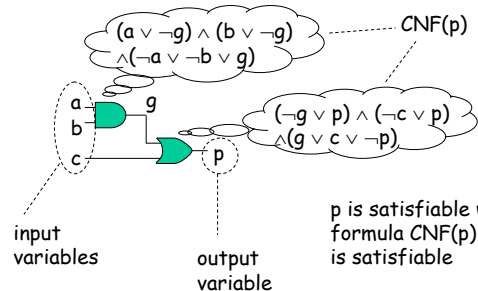 (a ∨ ¬g) ∧ (b ∨ ¬g)
∧(¬a ∨ ¬b ∨ g)
CNF(p)
a
g
b
(¬g ∨ p) ∧ (¬c ∨ p)
∧(g ∨ c ∨ ¬p)
c
p
input
variables
output
variable
p is satisfiable
formula CNF(p)
is satisfiable